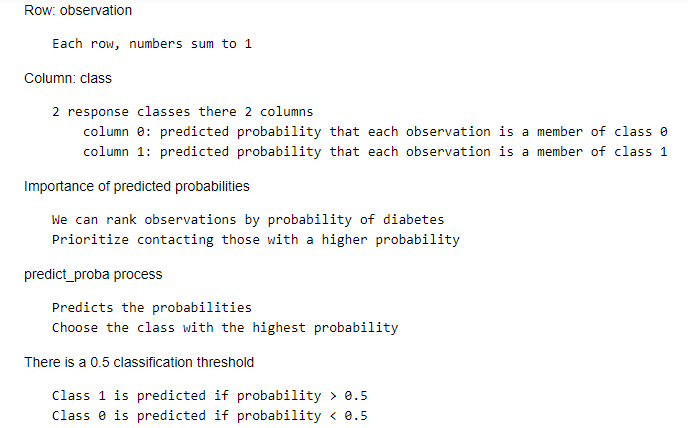 Row: observation
Each row, numbers sum to 1
Column: class
2 response classes there 2 columns
column 0: predicted probability that each observation is a member of class 0
column 1: predicted probability that each observation is a member of class 1
Importance of predicted probabilities
We can rank observations by probability of diabetes
Prioritize contacting those with a higher probability
predict_proba process
Predicts the probabilities
Choose the class with the highest probability
There is a 0.5 classification threshold
Class 1 is predicted if probability > 0.5
Class 0 is predicted if probability < 0.5